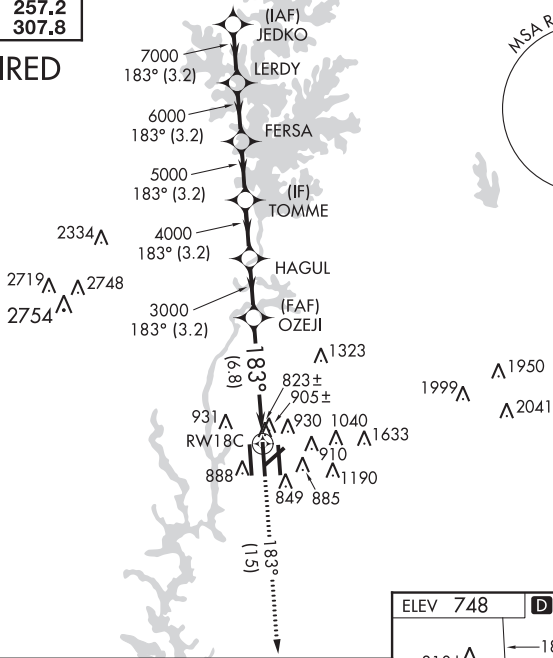 257.2
307.8
IRED
MSA R
(IAF)
JEDKO
7000
183° (3.2)
LERDY
6000
183° (3.2)
FERSA
5000
183° (3.2)
(IF)
TOMME
2334
4000
183° (3.2)
HAGUL
2719
2748
2754
3000
183° (3.2)
(FAF)
OZEJI
183°
(6.8)
1323
823±
905±
1950
1999
2041
931
930
1040
1633
RW18C
910
888
849
885
1190
183°
(15)
ELEV 748
D